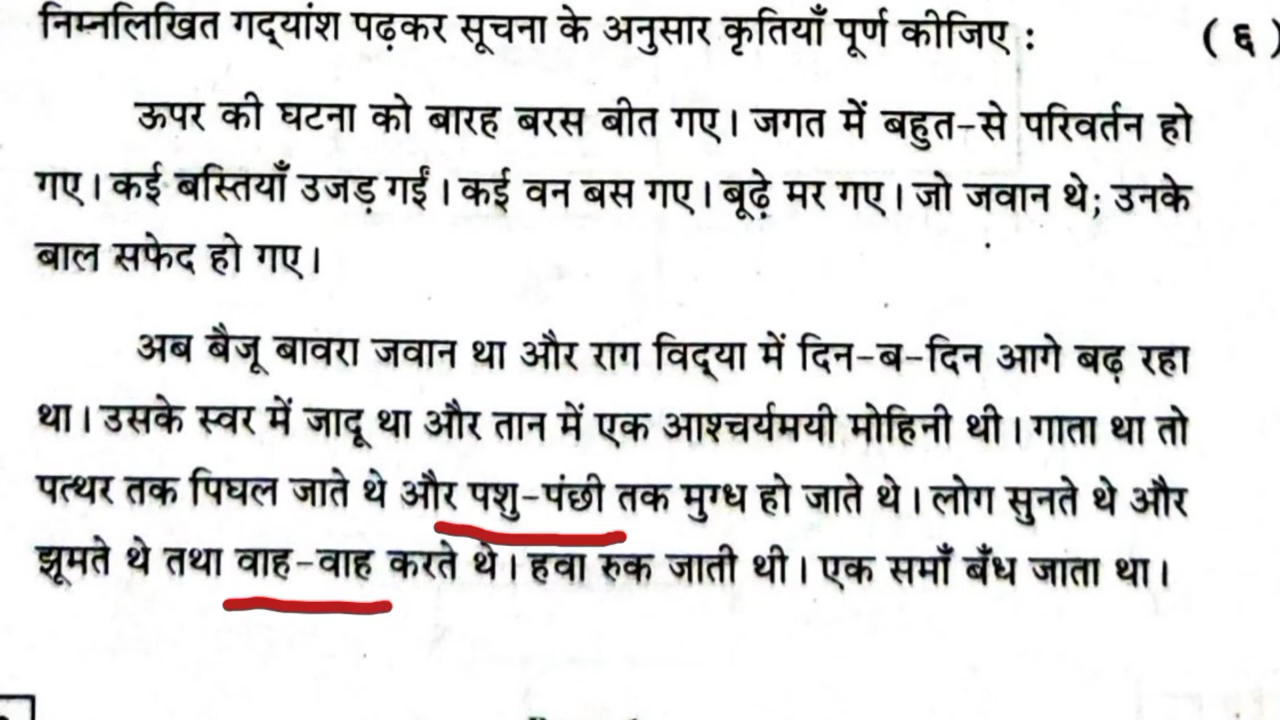 निम्नलिखित गद्‌यांश पढ़कर सूचना के अनुसार कृतियाँ पूर्ण कीजिए : ( ६ )
ऊपर की घटना को बारह बरस बीत गए। जगत में बहुत-से परिवर्तन हो
गए। कई बस्तियाँ उजड़ गईं। कई वन बस गए। बूढ़े मर गए। जो जवान थे; उनके
बाल सफेद हो गए।
अब बैजू बावरा जवान था और राग विद्‌या में दिन-ब-दिन आगे बढ़ रहा
था। उसके स्वर में जादू था और तान में एक आश्चर्यमयी मोहिनी थी। गाता था तो
पत्थर तक पिघल जाते थे और पशु-पंछी तक मुग्ध हो जाते थे। लोग सुनते थे और
झूमते थे तथा वाह-वाह करते थे। हवा रुक जाती थी। एक समाँ बँध जाता था।